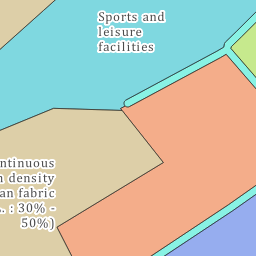 Sports and
leisure
facilities
ntinuous
density
an fabric
. : 30% -
50%)